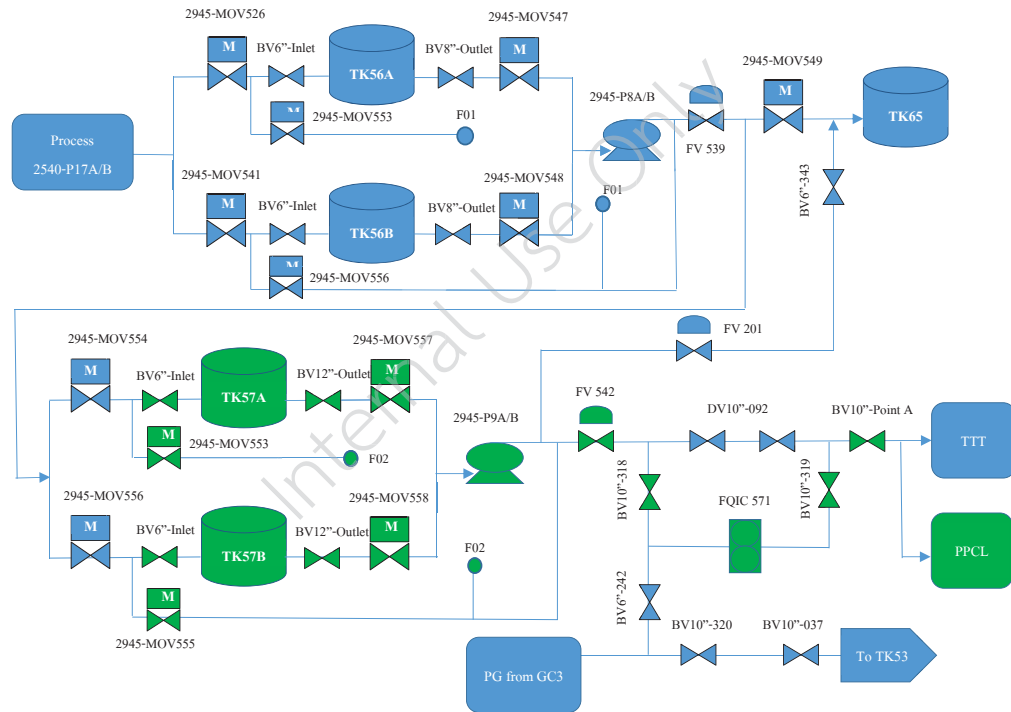 2945-MOV526
2945-MOV547
M
BV6”-Inlet
TK56A
BV8”-Outlet
M
2945-MOV553
M
F01
2945-P8A/B
FV 539
2945-MOV549
M
TK65
Process
2540-P17A/B
2945-MOV541
M
BV6”-Inlet
TK56B
BV8”-Outlet
2945-MOV548
M
F01
BV6”-343
M
2945-MOV556
FV 201
2945-MOV554
M
BV6”-Inlet
TK57A
BV12”-Outlet
2945-MOV557
M
M
2945-MOV553
F02
2945-P9A/B
FV 542
DV10”-092
BV10”-Point A
TTT
BV10”-318
FQIC 571
BV10”-319
2945-MOV556
M
BV6”-Inlet
TK57B
BV12”-Outlet
2945-MOV558
M
F02
PPCL
M
2945-MOV555
BV6”-242
BV10”-320
BV10”-037
PG from GC3
To TK53
Internal Use Only